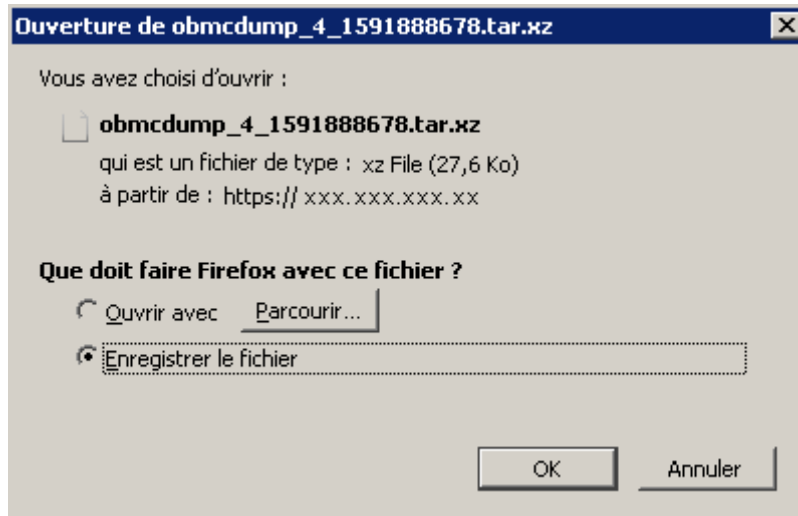 Ouverture de obmcdump_4_1591888678.tar.xz
Vous avez choisi d'ouvrir :
obmcdump_4_1591888678.tar.xz
qui est un fichier de type : xz File (27,6 Ko)
à partir de : https:// xxx.xxx.xxx.xx
Que doit faire Firefox avec ce fichier ?
Ouvrir avec Parcourir...
Enregistrer le fichier
OK Annuler